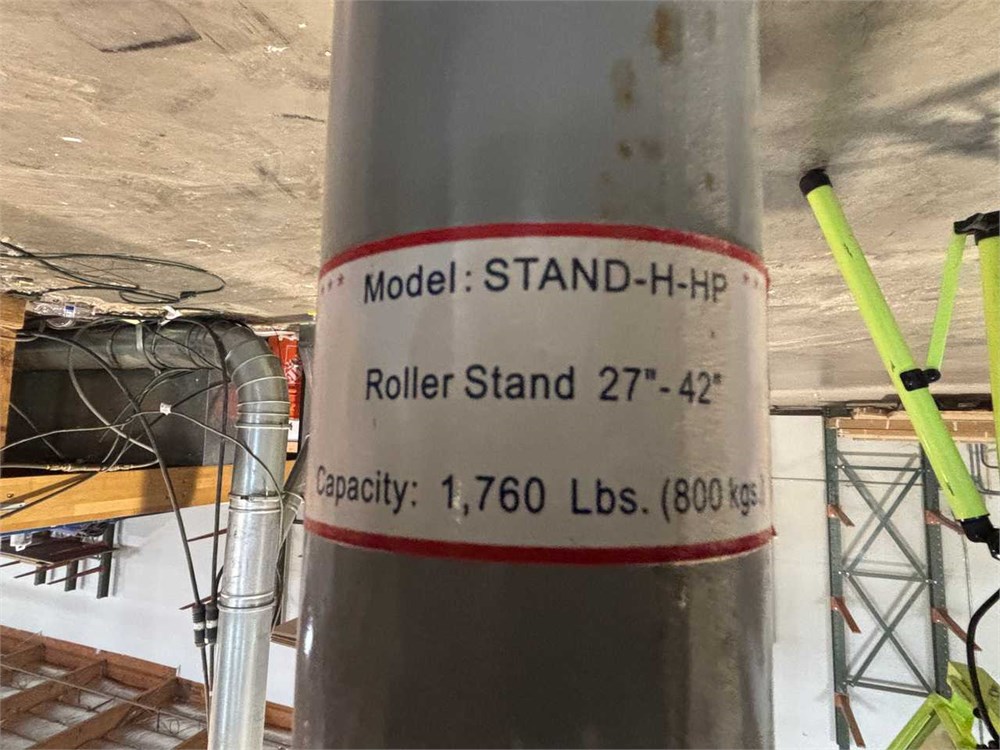 Model: STAND-H-HP
Roller Stand 27"-42"
Capacity: 1,760 Lbs. (800 kgs.)